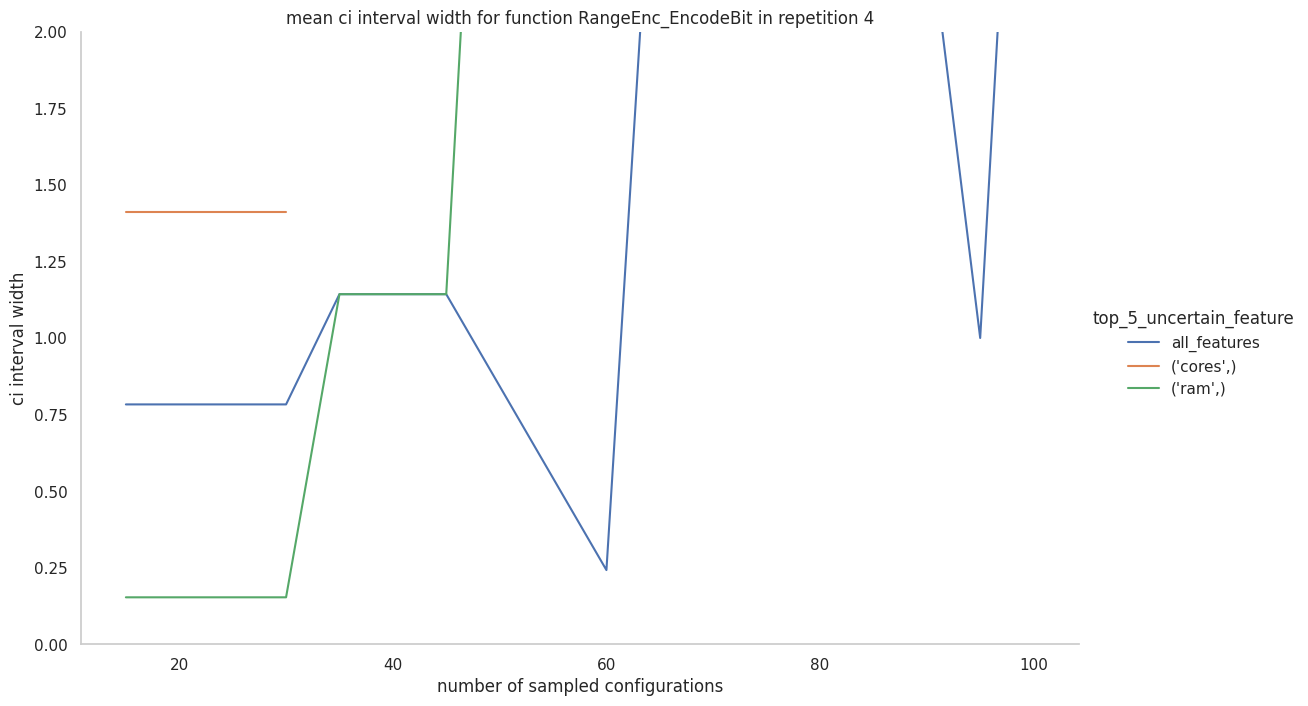 mean ci interval width for function RangeEnc_EncodeBit in repetition 4
2.00
1.75
1.50
1.25
1.00
0.75
0.50
0.25
0.00
ci interval width
20 40 60 80 100
number of sampled configurations
top_5_uncertain_feature
all_features
('cores',)
('ram',)